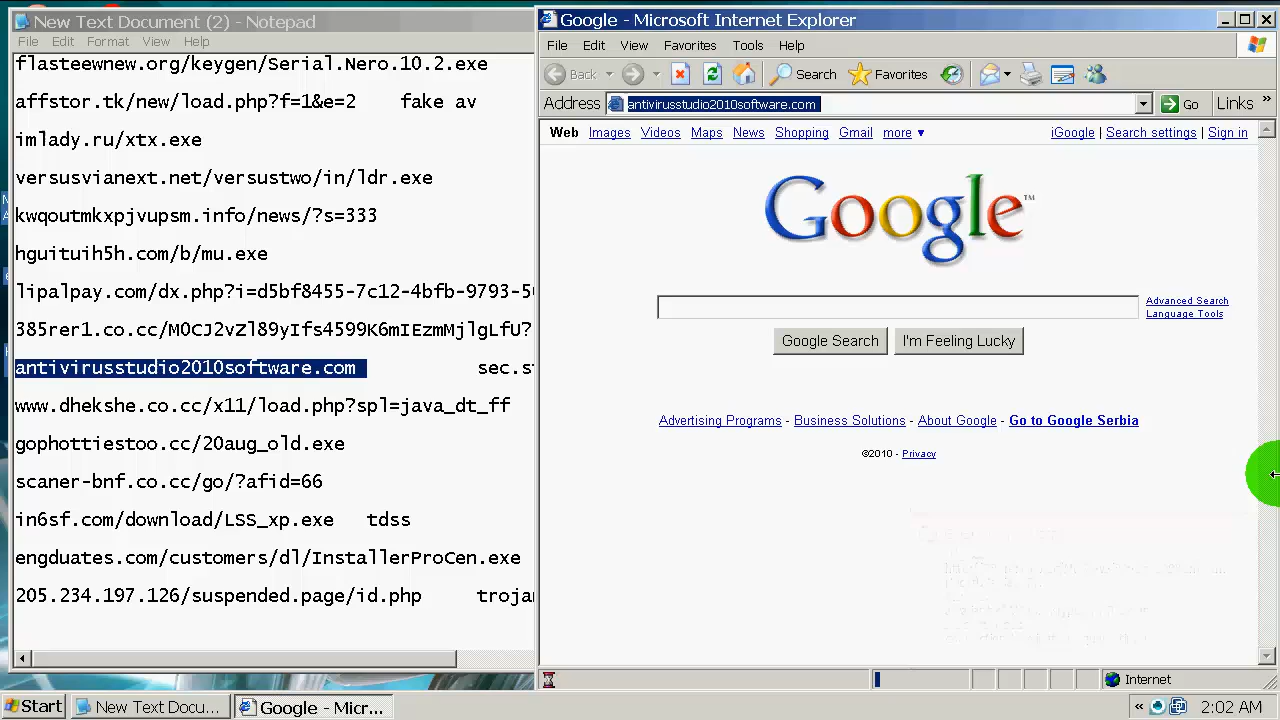 New Text Document (2) - Notepad
File Edit Format View Help
flasteewnew.org/keygen/Serial.Nero.10.2.exe
affstor.tk/new/load.php?f=1&e=2 fake av
imlady.ru/xtx.exe
versusvianext.net/versustwo/in/ldr.exe
kwqoutmkxpjvupsm.info/news/?s=333
hguituih5h.com/b/mu.exe
lipalpay.com/dx.php?i=d5bf8455-7c12-4bfb-9793-5
385rer1.co.cc/M0CJ2vZl89yIfs4599K6mIEzmMjlgLfU?
antivirusstudio2010software.com sec.s
www.dhekshe.co.cc/x11/load.php?spl=java_dt_ff
gophottiestoo.cc/20aug_old.exe
scaner-bnf.co.cc/go/?afid=66
in6sf.com/download/LSS_xp.exe tdss
engduates.com/customers/dl/InstallerProCen.exe
205.234.197.126/suspended.page/id.php troja
Google - Microsoft Internet Explorer
File Edit View Favorites Tools Help
Back Search Favorites
Address antivirusstudio2010software.com Go Links »
Web Images Videos Maps News Shopping Gmail more ▼ iGoogle | Search settings | Sign in
Google™
Advanced Search
Language Tools
Google Search I'm Feeling Lucky
Advertising Programs - Business Solutions - About Google - Go to Google Serbia
©2010 - Privacy
Internet
Start New Text Docu... Google - Micr... « 2:02 AM